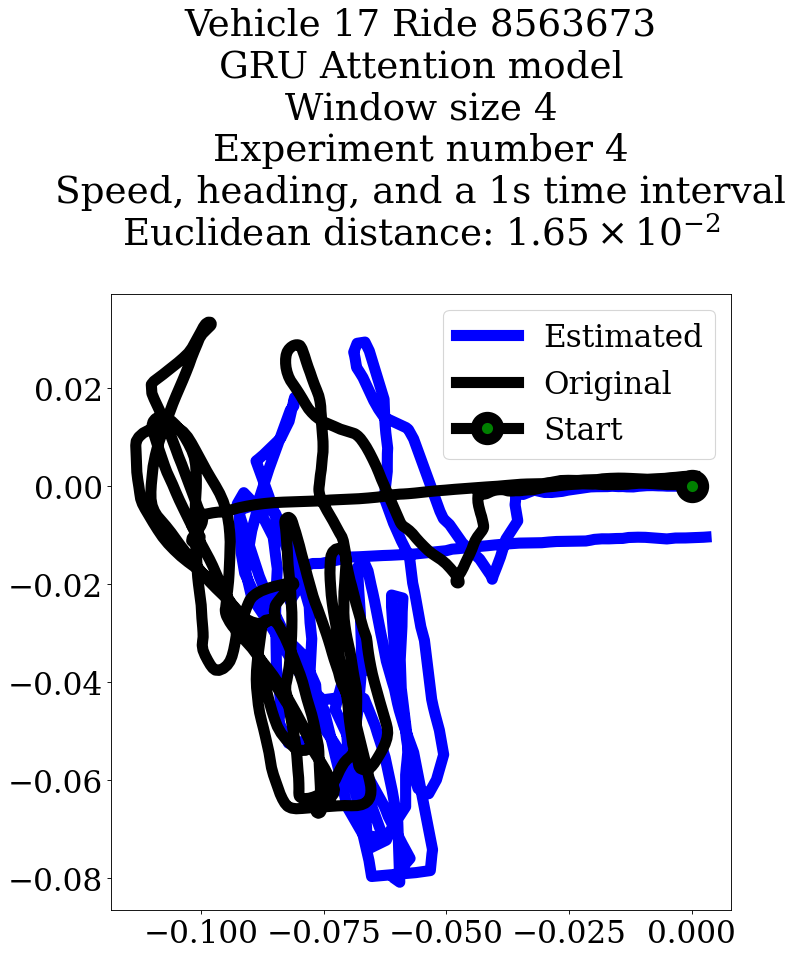 Vehicle 17 Ride 8563673
GRU Attention model
Window size 4
Experiment number 4
Speed, heading, and a 1s time interval
Euclidean distance: 1.65 × 10⁻²
Estimated
Original
Start
0.02
0.00
−0.02
−0.04
−0.06
−0.08
−0.100 −0.075 −0.050 −0.025 0.000